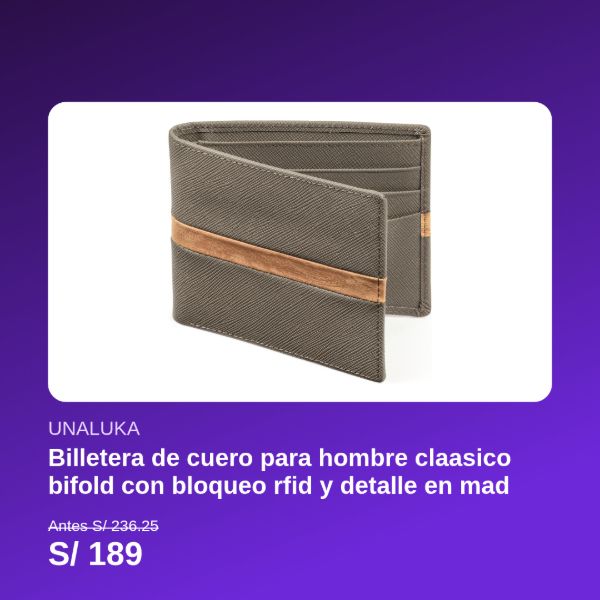 UNALUKA
Billetera de cuero para hombre claasico
bifold con bloqueo rfid y detalle en mad
Antes S/ 236.25
S/ 189